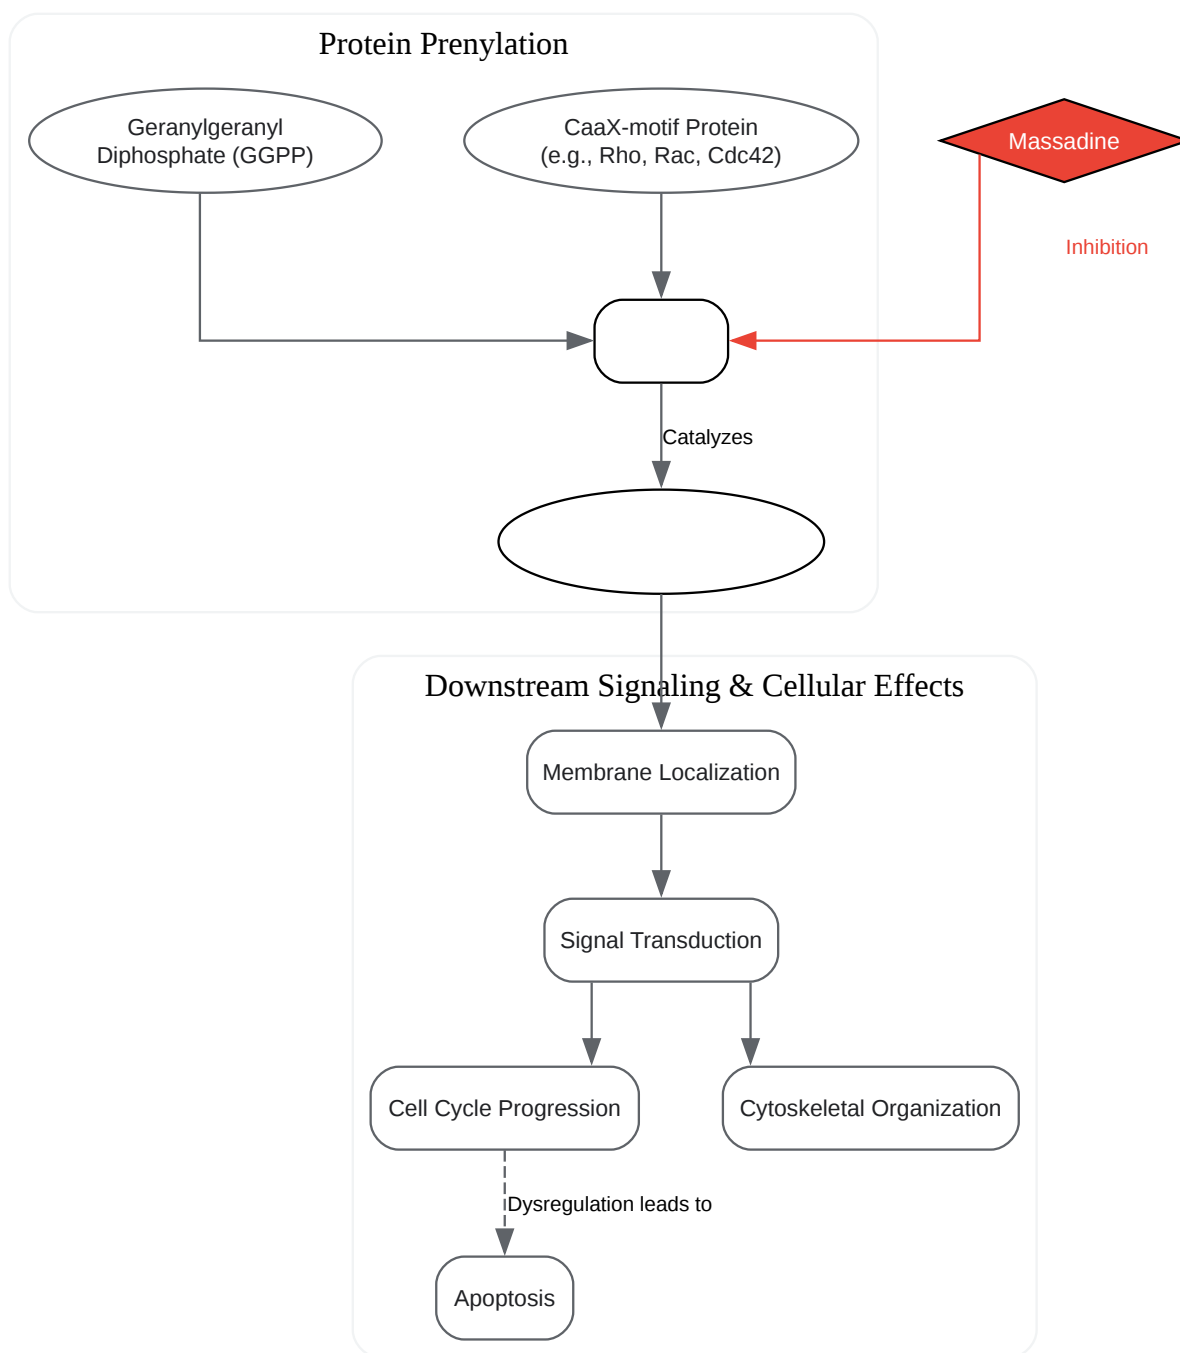 Protein Prenylation
Geranylgeranyl
Diphosphate (GGPP)
CaaX-motif Protein
(e.g., Rho, Rac, Cdc42)
Massadine
Inhibition
Catalyzes
Downstream Signaling & Cellular Effects
Membrane Localization
Signal Transduction
Cell Cycle Progression
Cytoskeletal Organization
Dysregulation leads to
Apoptosis